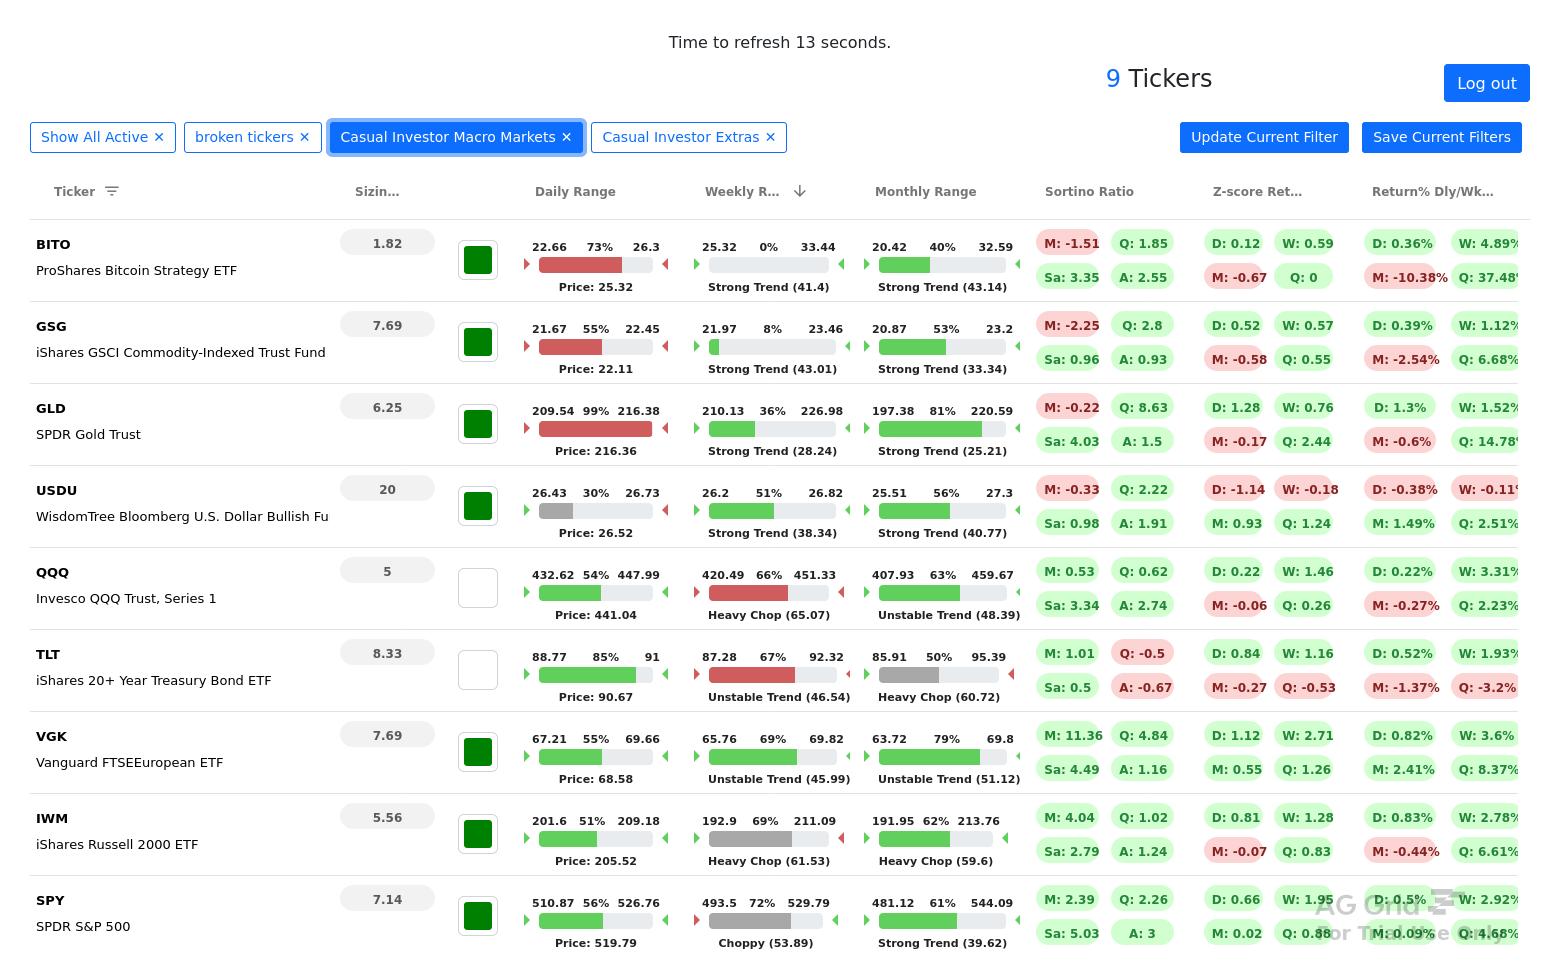 Time to refresh 13 seconds.
9 Tickers
Log out
Show All Active ✕ broken tickers ✕ Casual Investor Macro Markets ✕ Casual Investor Extras ✕ Update Current Filter Save Current Filters
Ticker Sizin... Daily Range Weekly R... Monthly Range Sortino Ratio Z-score Ret... Return% Dly/Wk...
BITO 1.82 22.66 73% 26.3 25.32 0% 33.44 20.42 40% 32.59 M: -1.51 Q: 1.85 D: 0.12 W: 0.59 D: 0.36% W: 4.89%
ProShares Bitcoin Strategy ETF Price: 25.32 Strong Trend (41.4) Strong Trend (43.14) Sa: 3.35 A: 2.55 M: -0.67 Q: 0 M: -10.38% Q: 37.48%
GSG 7.69 21.67 55% 22.45 21.97 8% 23.46 20.87 53% 23.2 M: -2.25 Q: 2.8 D: 0.52 W: 0.57 D: 0.39% W: 1.12%
iShares GSCI Commodity-Indexed Trust Fund Price: 22.11 Strong Trend (43.01) Strong Trend (33.34) Sa: 0.96 A: 0.93 M: -0.58 Q: 0.55 M: -2.54% Q: 6.68%
GLD 6.25 209.54 99% 216.38 210.13 36% 226.98 197.38 81% 220.59 M: -0.22 Q: 8.63 D: 1.28 W: 0.76 D: 1.3% W: 1.52%
SPDR Gold Trust Price: 216.36 Strong Trend (28.24) Strong Trend (25.21) Sa: 4.03 A: 1.5 M: -0.17 Q: 2.44 M: -0.6% Q: 14.78%
USDU 20 26.43 30% 26.73 26.2 51% 26.82 25.51 56% 27.3 M: -0.33 Q: 2.22 D: -1.14 W: -0.18 D: -0.38% W: -0.11%
WisdomTree Bloomberg U.S. Dollar Bullish Fu Price: 26.52 Strong Trend (38.34) Strong Trend (40.77) Sa: 0.98 A: 1.91 M: 0.93 Q: 1.24 M: 1.49% Q: 2.51%
QQQ 5 432.62 54% 447.99 420.49 66% 451.33 407.93 63% 459.67 M: 0.53 Q: 0.62 D: 0.22 W: 1.46 D: 0.22% W: 3.31%
Invesco QQQ Trust, Series 1 Price: 441.04 Heavy Chop (65.07) Unstable Trend (48.39) Sa: 3.34 A: 2.74 M: -0.06 Q: 0.26 M: -0.27% Q: 2.23%
TLT 8.33 88.77 85% 91 87.28 67% 92.32 85.91 50% 95.39 M: 1.01 Q: -0.5 D: 0.84 W: 1.16 D: 0.52% W: 1.93%
iShares 20+ Year Treasury Bond ETF Price: 90.67 Unstable Trend (46.54) Heavy Chop (60.72) Sa: 0.5 A: -0.67 M: -0.27 Q: -0.53 M: -1.37% Q: -3.2%
VGK 7.69 67.21 55% 69.66 65.76 69% 69.82 63.72 79% 69.8 M: 11.36 Q: 4.84 D: 1.12 W: 2.71 D: 0.82% W: 3.6%
Vanguard FTSEEuropean ETF Price: 68.58 Unstable Trend (45.99) Unstable Trend (51.12) Sa: 4.49 A: 1.16 M: 0.55 Q: 1.26 M: 2.41% Q: 8.37%
IWM 5.56 201.6 51% 209.18 192.9 69% 211.09 191.95 62% 213.76 M: 4.04 Q: 1.02 D: 0.81 W: 1.28 D: 0.83% W: 2.78%
iShares Russell 2000 ETF Price: 205.52 Heavy Chop (61.53) Heavy Chop (59.6) Sa: 2.79 A: 1.24 M: -0.07 Q: 0.83 M: -0.44% Q: 6.61%
SPY 7.14 510.87 56% 526.76 493.5 72% 529.79 481.12 61% 544.09 M: 2.39 Q: 2.26 D: 0.66 W: 1.95 D: 0.5% W: 2.92%
SPDR S&P 500 Price: 519.79 Choppy (53.89) Strong Trend (39.62) Sa: 5.03 A: 3 M: 0.02 Q: 0.88 M: 0.09% Q: 4.68%
AG Grid
For Trial Use Only